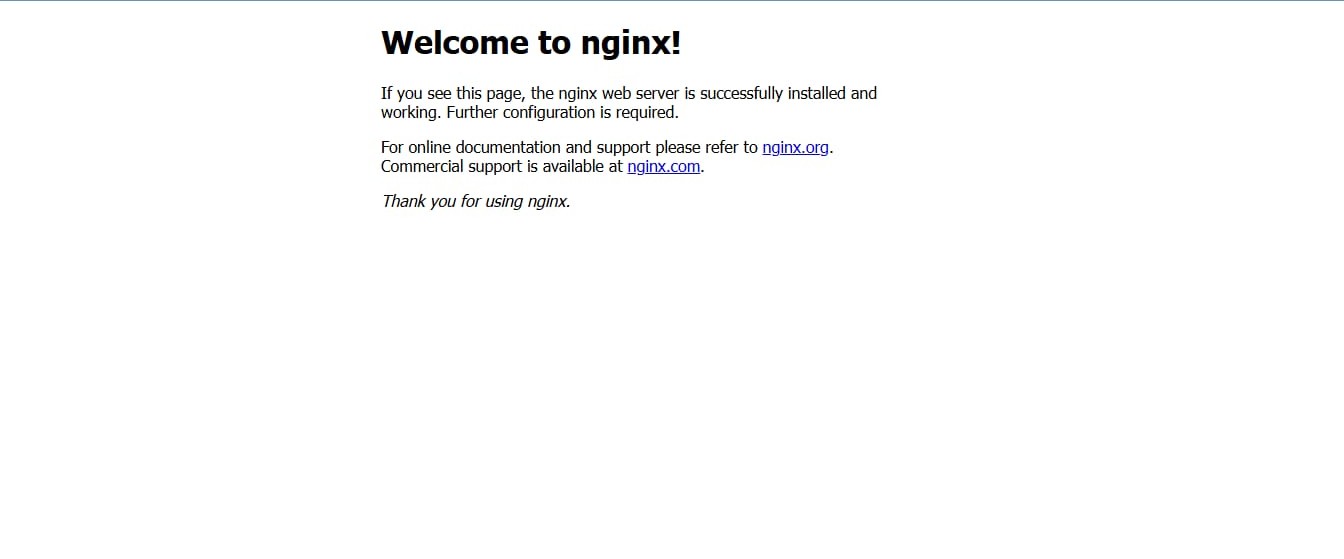 Welcome to nginx!
If you see this page, the nginx web server is successfully installed and
working. Further configuration is required.
For online documentation and support please refer to nginx.org.
Commercial support is available at nginx.com.
Thank you for using nginx.